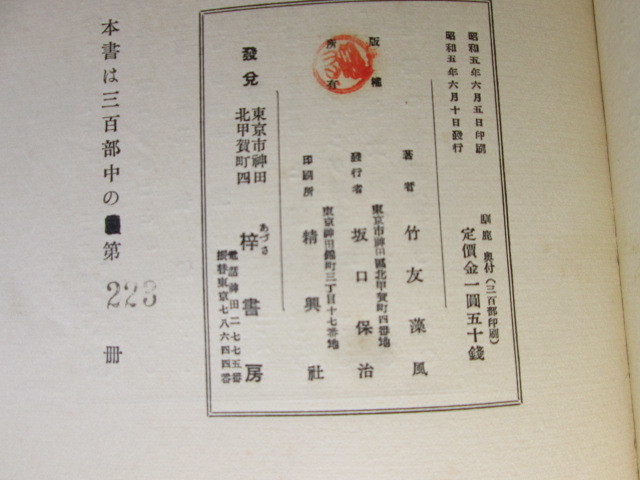 昭和五年六月五日印刷
昭和五年六月十日發行
馴鹿 奧付（三百部印刷）
定價金一圓五十錢
版權
所有
著者 竹友藻風
東京市神田區北甲賀町四番地
發行者 坂口保治
東京神田錦町三丁目十七番地
印刷所 精興社
發兌
東京市神田
北甲賀町四
あづさ
梓書房
電話神田二七七五番
振替東京七八六四四番
本書は三百部中の
第
223
冊